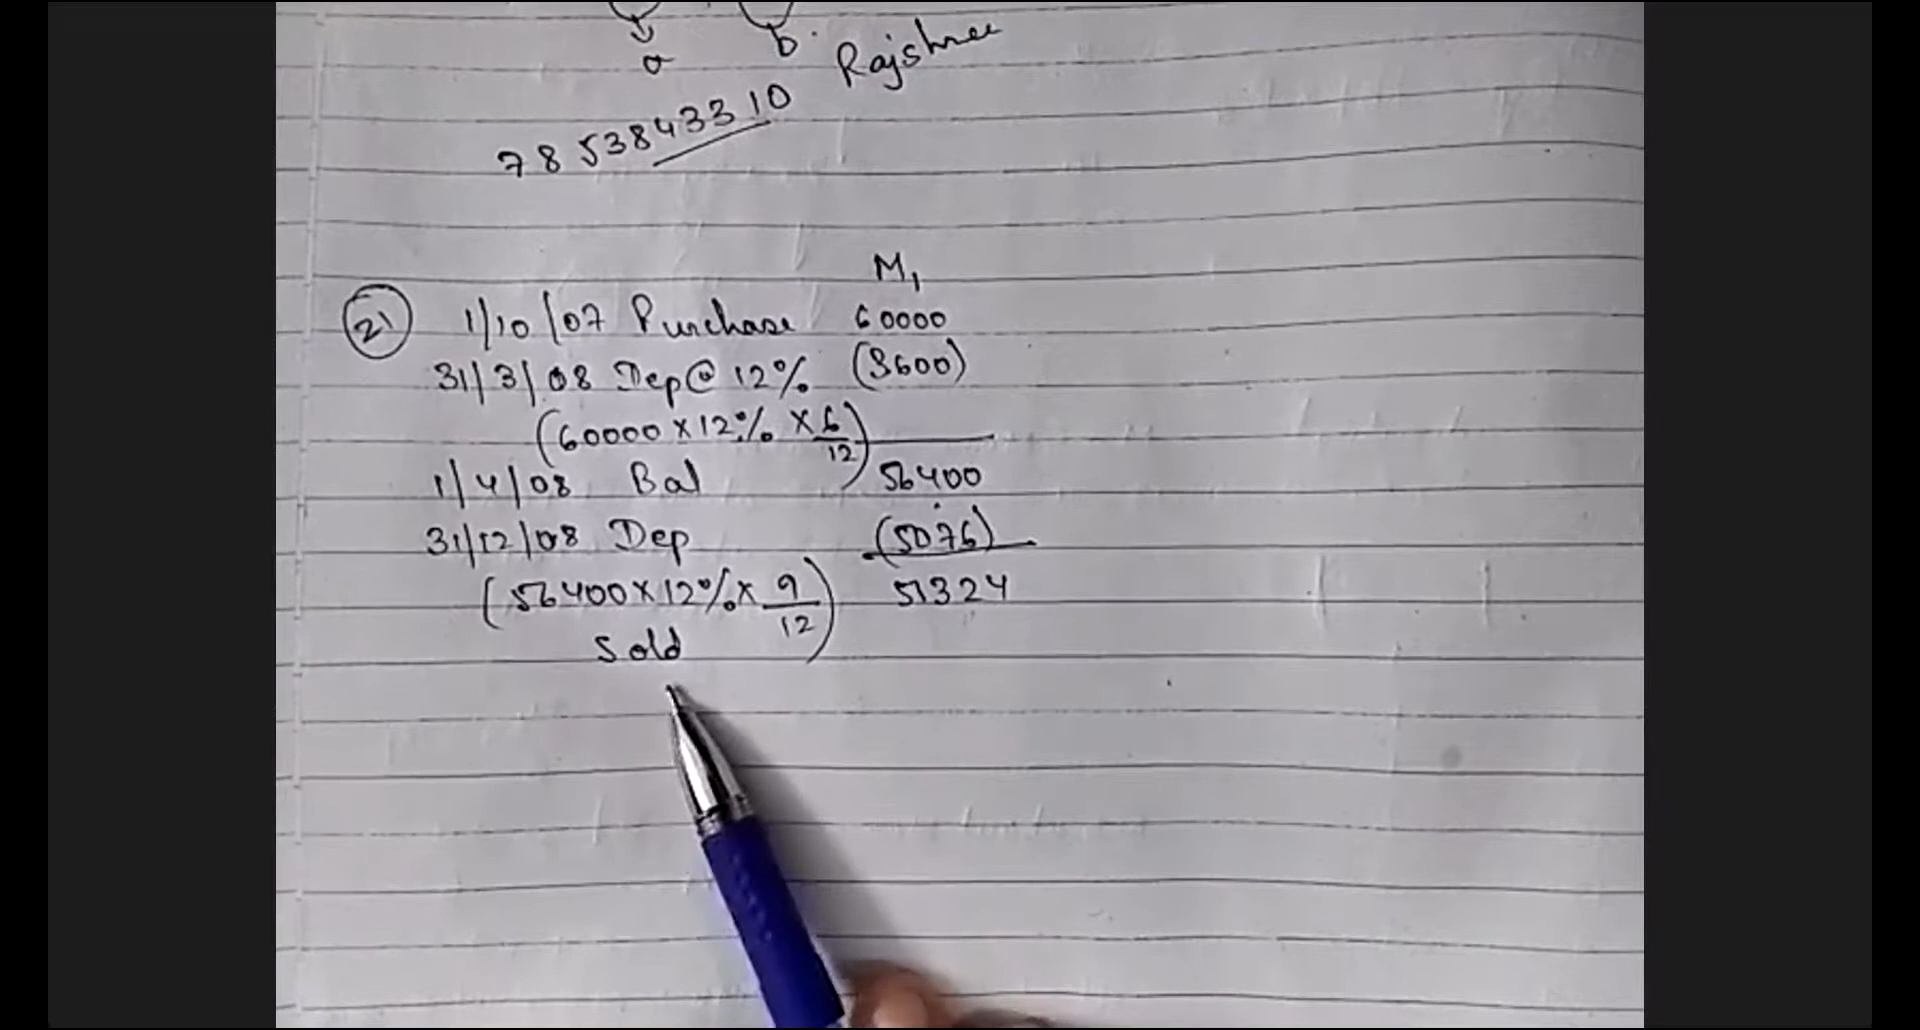 a b.
Rajshree
7853843310
M1
(21) 1/10/07 Purchase 60000
31/3/08 Dep@ 12% (3600)
(60000 x 12% x 6/12)
1/4/08 Bal 56400
31/12/08 Dep (5076)
(56400 x 12% x 9/12) 51324
Sold